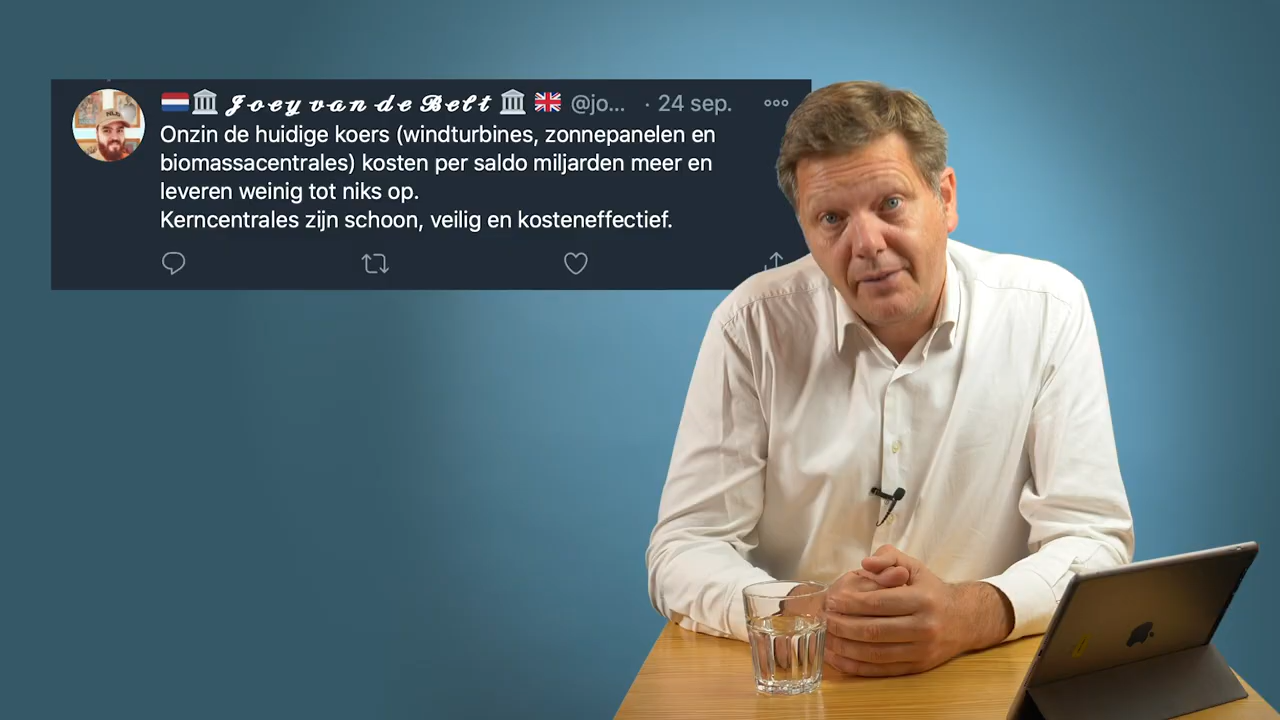 🇳🇱🏛 𝓙𝓸𝓮𝔂 𝓿𝓪𝓷 𝓭𝓮 𝓑𝓮𝓵𝓽 🏛 🇬🇧 @jo... · 24 sep.
Onzin de huidige koers (windturbines, zonnepanelen en
biomassacentrales) kosten per saldo miljarden meer en
leveren weinig tot niks op.
Kerncentrales zijn schoon, veilig en kosteneffectief.